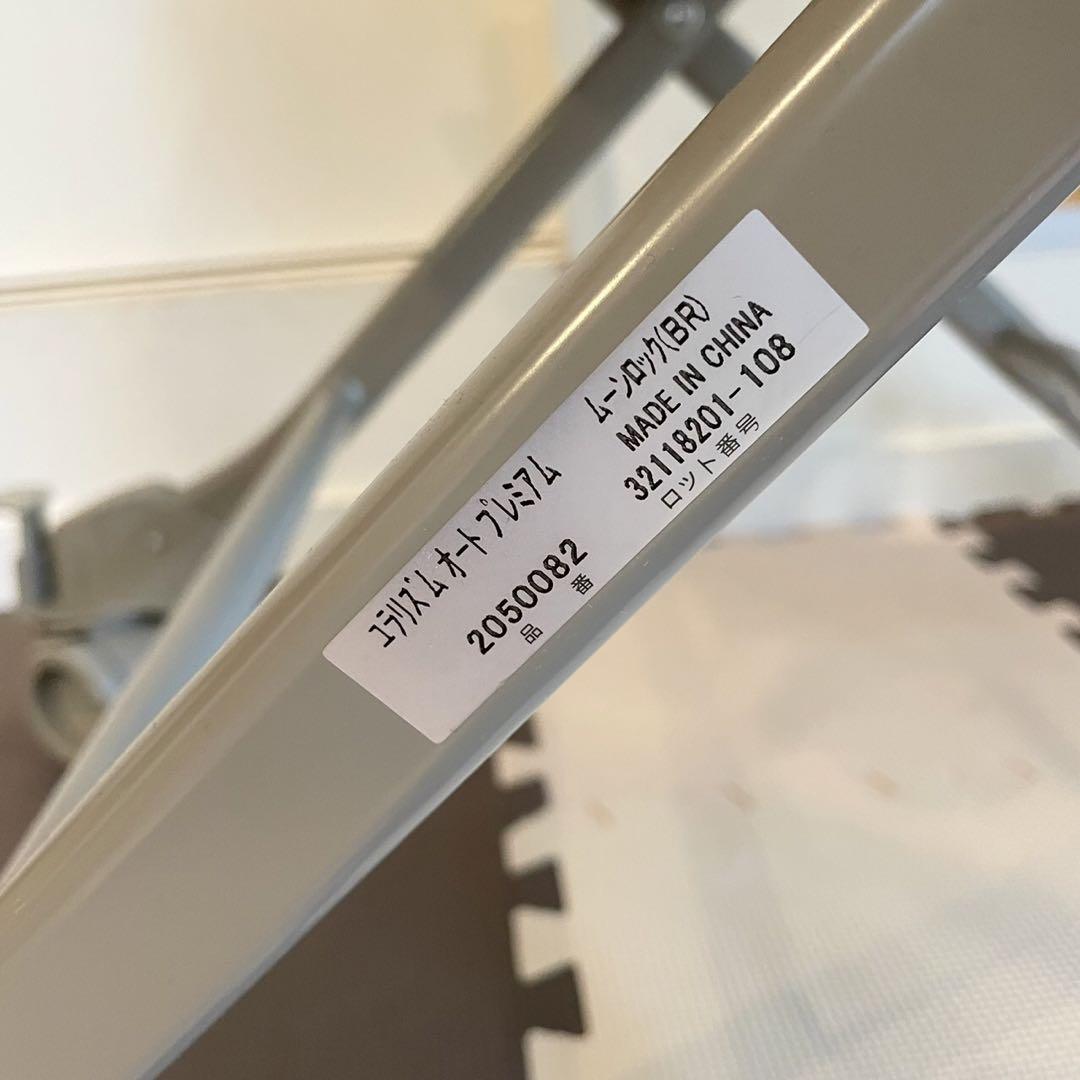 ユラリズム オート プレミアム
ムーンロック(BR)
MADE IN CHINA
2050082
32118201-108
品番
ロット番号